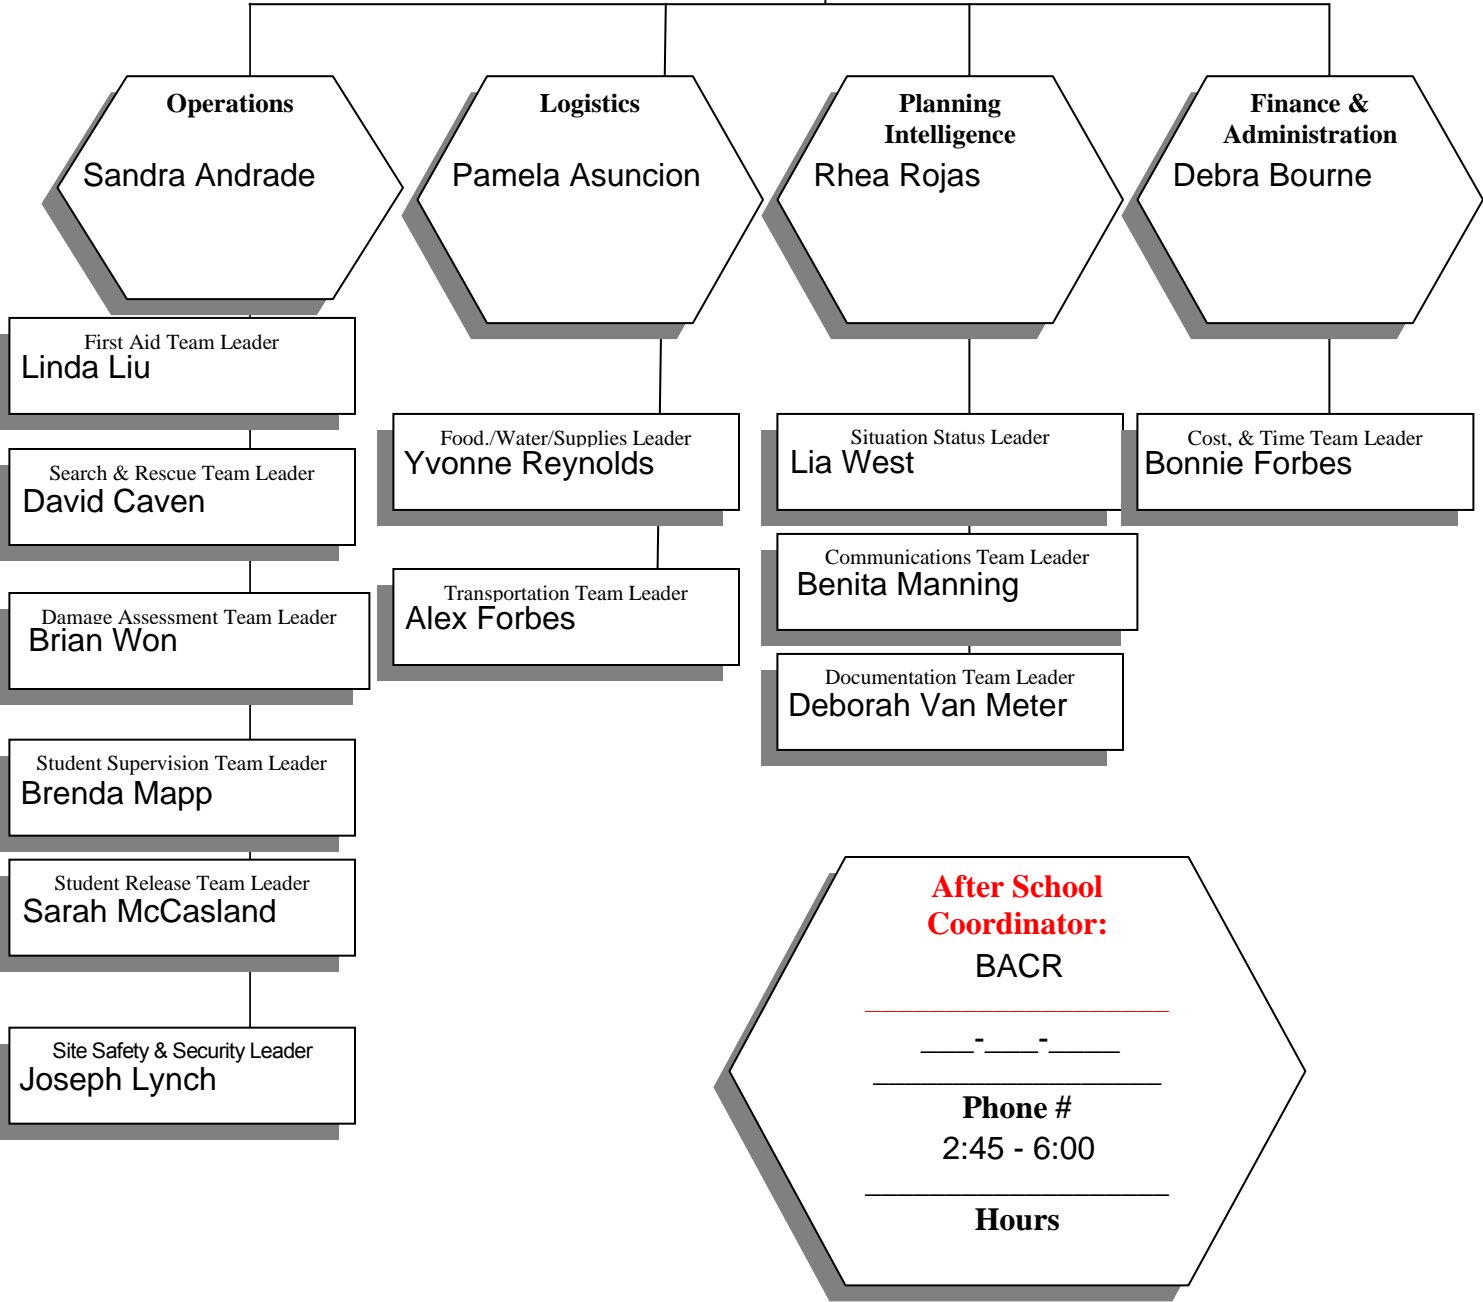 Operations
Sandra Andrade
Logistics
Pamela Asuncion
Planning
Intelligence
Rhea Rojas
Finance &
Administration
Debra Bourne
First Aid Team Leader
Linda Liu
Search & Rescue Team Leader
David Caven
Damage Assessment Team Leader
Brian Won
Student Supervision Team Leader
Brenda Mapp
Student Release Team Leader
Sarah McCasland
Site Safety & Security Leader
Joseph Lynch
Food./Water/Supplies Leader
Yvonne Reynolds
Transportation Team Leader
Alex Forbes
Situation Status Leader
Lia West
Communications Team Leader
Benita Manning
Documentation Team Leader
Deborah Van Meter
Cost, & Time Team Leader
Bonnie Forbes
After School
Coordinator:
BACR
___________________
___-___-____
__________________
Phone #
2:45 - 6:00
___________________
Hours